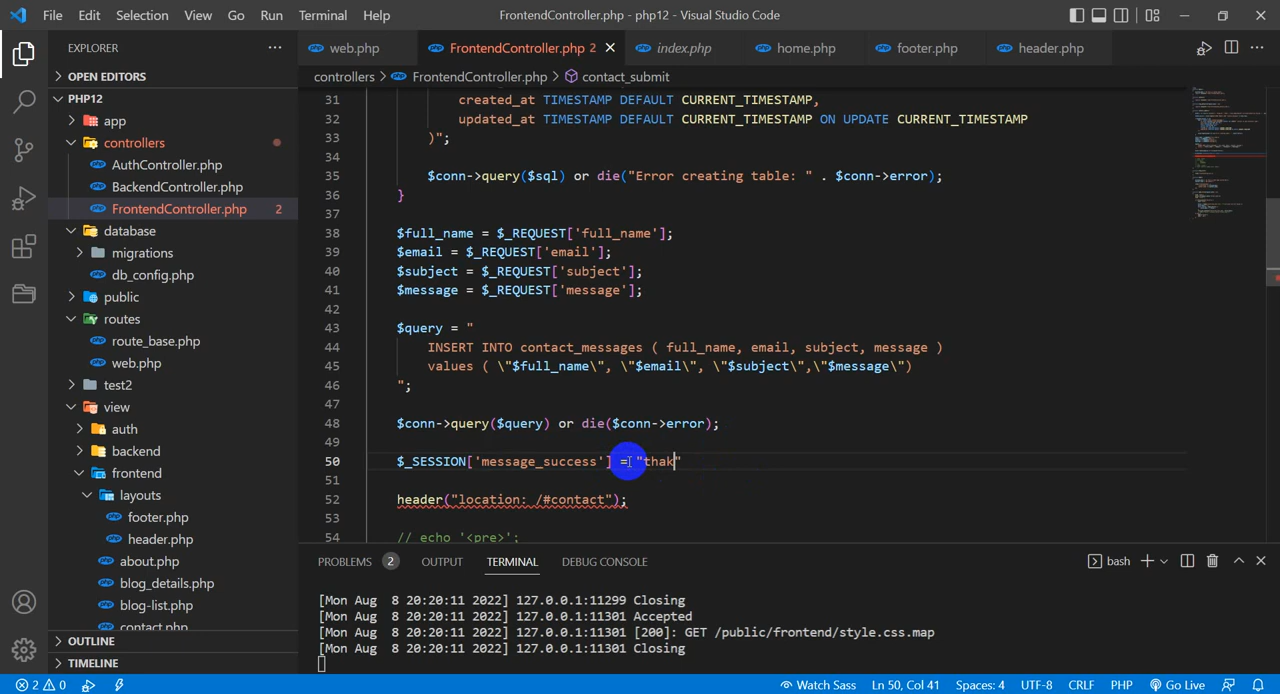 File Edit Selection View Go Run Terminal Help FrontendController.php - php12 - Visual Studio Code
EXPLORER
OPEN EDITORS
PHP12
app
controllers
AuthController.php
BackendController.php
FrontendController.php 2
database
migrations
db_config.php
public
routes
route_base.php
web.php
test2
view
auth
backend
frontend
layouts
footer.php
header.php
about.php
blog_details.php
blog-list.php
contact.php
OUTLINE
TIMELINE
web.php FrontendController.php 2 index.php home.php footer.php header.php
controllers > FrontendController.php > contact_submit
31 created_at TIMESTAMP DEFAULT CURRENT_TIMESTAMP,
32 updated_at TIMESTAMP DEFAULT CURRENT_TIMESTAMP ON UPDATE CURRENT_TIMESTAMP
33 )";
34
35 $conn->query($sql) or die("Error creating table: " . $conn->error);
36 }
37
38 $full_name = $_REQUEST['full_name'];
39 $email = $_REQUEST['email'];
40 $subject = $_REQUEST['subject'];
41 $message = $_REQUEST['message'];
42
43 $query = "
44 INSERT INTO contact_messages ( full_name, email, subject, message )
45 values ( \"$full_name\", \"$email\", \"$subject\",\"$message\")
46 ";
47
48 $conn->query($query) or die($conn->error);
49
50 $_SESSION['message_success'] = "thak"
51
52 header("location: /#contact");
53
54 // echo '<pre>';
PROBLEMS 2 OUTPUT TERMINAL DEBUG CONSOLE bash
[Mon Aug 8 20:20:11 2022] 127.0.0.1:11299 Closing
[Mon Aug 8 20:20:11 2022] 127.0.0.1:11301 Accepted
[Mon Aug 8 20:20:11 2022] 127.0.0.1:11301 [200]: GET /public/frontend/style.css.map
[Mon Aug 8 20:20:11 2022] 127.0.0.1:11301 Closing
2 0 Watch Sass Ln 50, Col 41 Spaces: 4 UTF-8 CRLF PHP Go Live